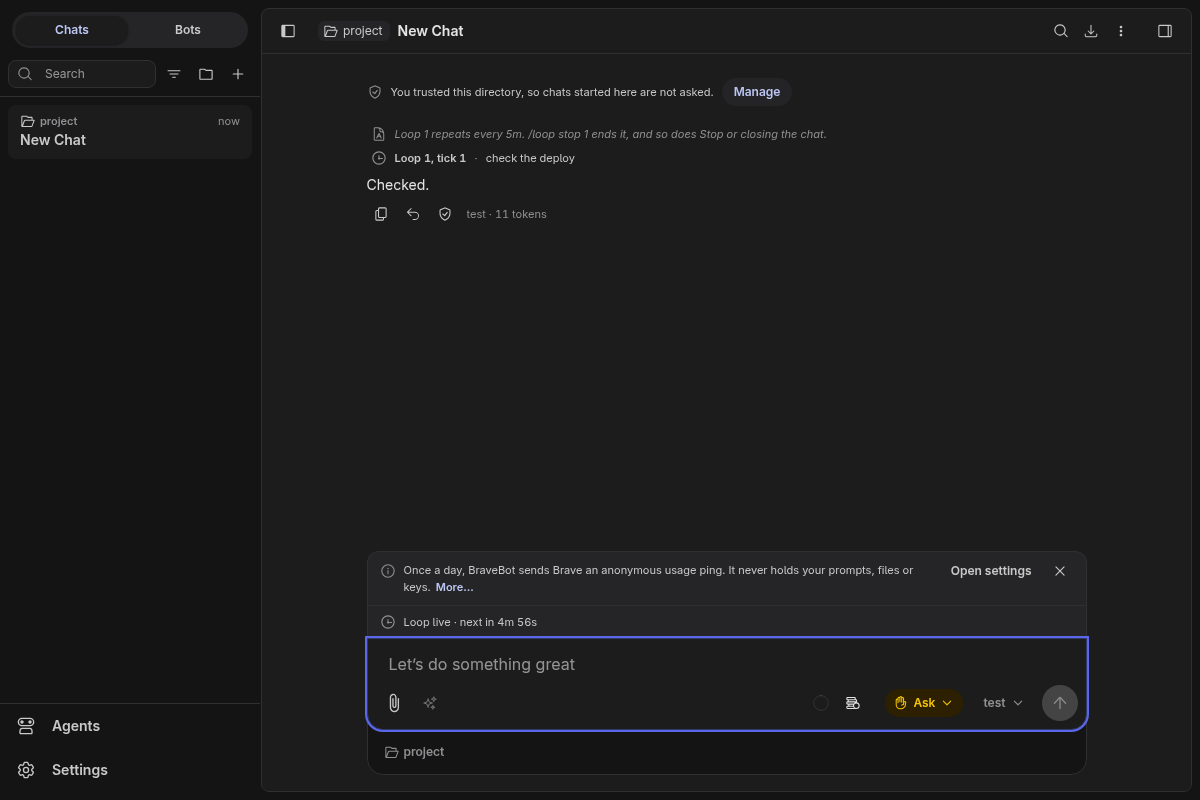 Chats
Bots
Search
project
now
New Chat
Agents
Settings
project
New Chat
You trusted this directory, so chats started here are not asked.
Manage
Loop 1 repeats every 5m. /loop stop 1 ends it, and so does Stop or closing the chat.
Loop 1, tick 1 · check the deploy
Checked.
test · 11 tokens
Once a day, BraveBot sends Brave an anonymous usage ping. It never holds your prompts, files or
keys. More...
Open settings
Loop live · next in 4m 56s
Let's do something great
Ask
test
project